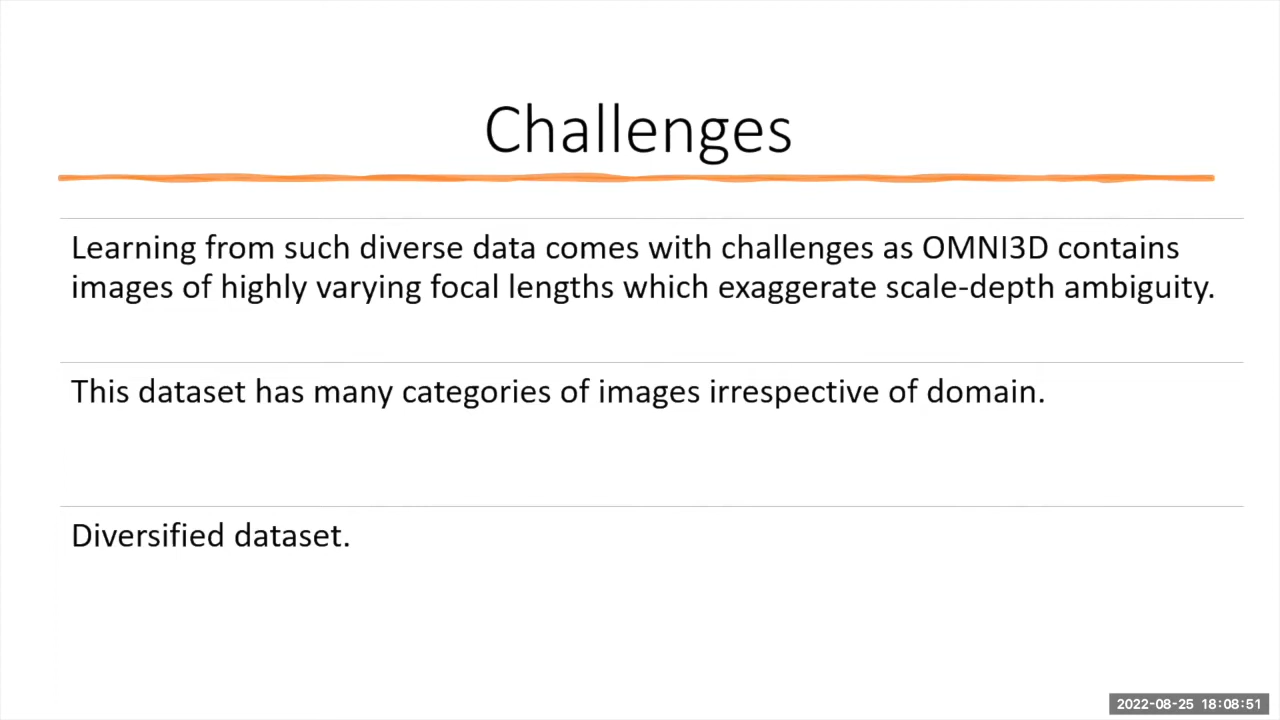 Challenges
Learning from such diverse data comes with challenges as OMNI3D contains
images of highly varying focal lengths which exaggerate scale-depth ambiguity.
This dataset has many categories of images irrespective of domain.
Diversified dataset.
2022-08-25 18:08:51